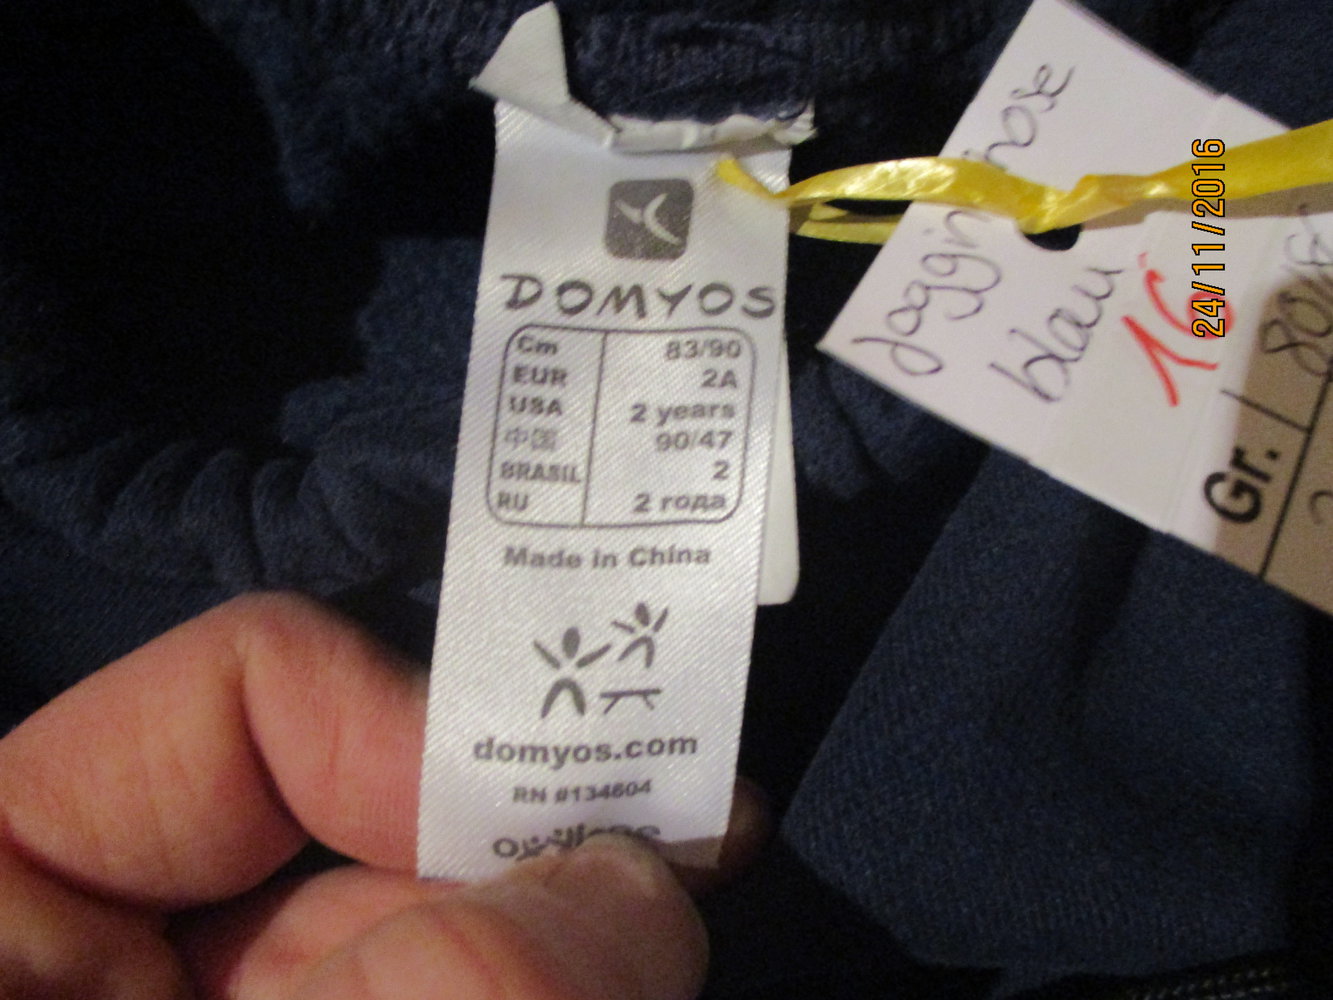 DOMYOS
Cm 83/90
EUR 2A
USA 2 years
中国 90/47
BRASIL 2
RU 2 года
Made in China
domyos.com
RN #134604
Jogginghose
blau
16
Gr.
24/11/2016